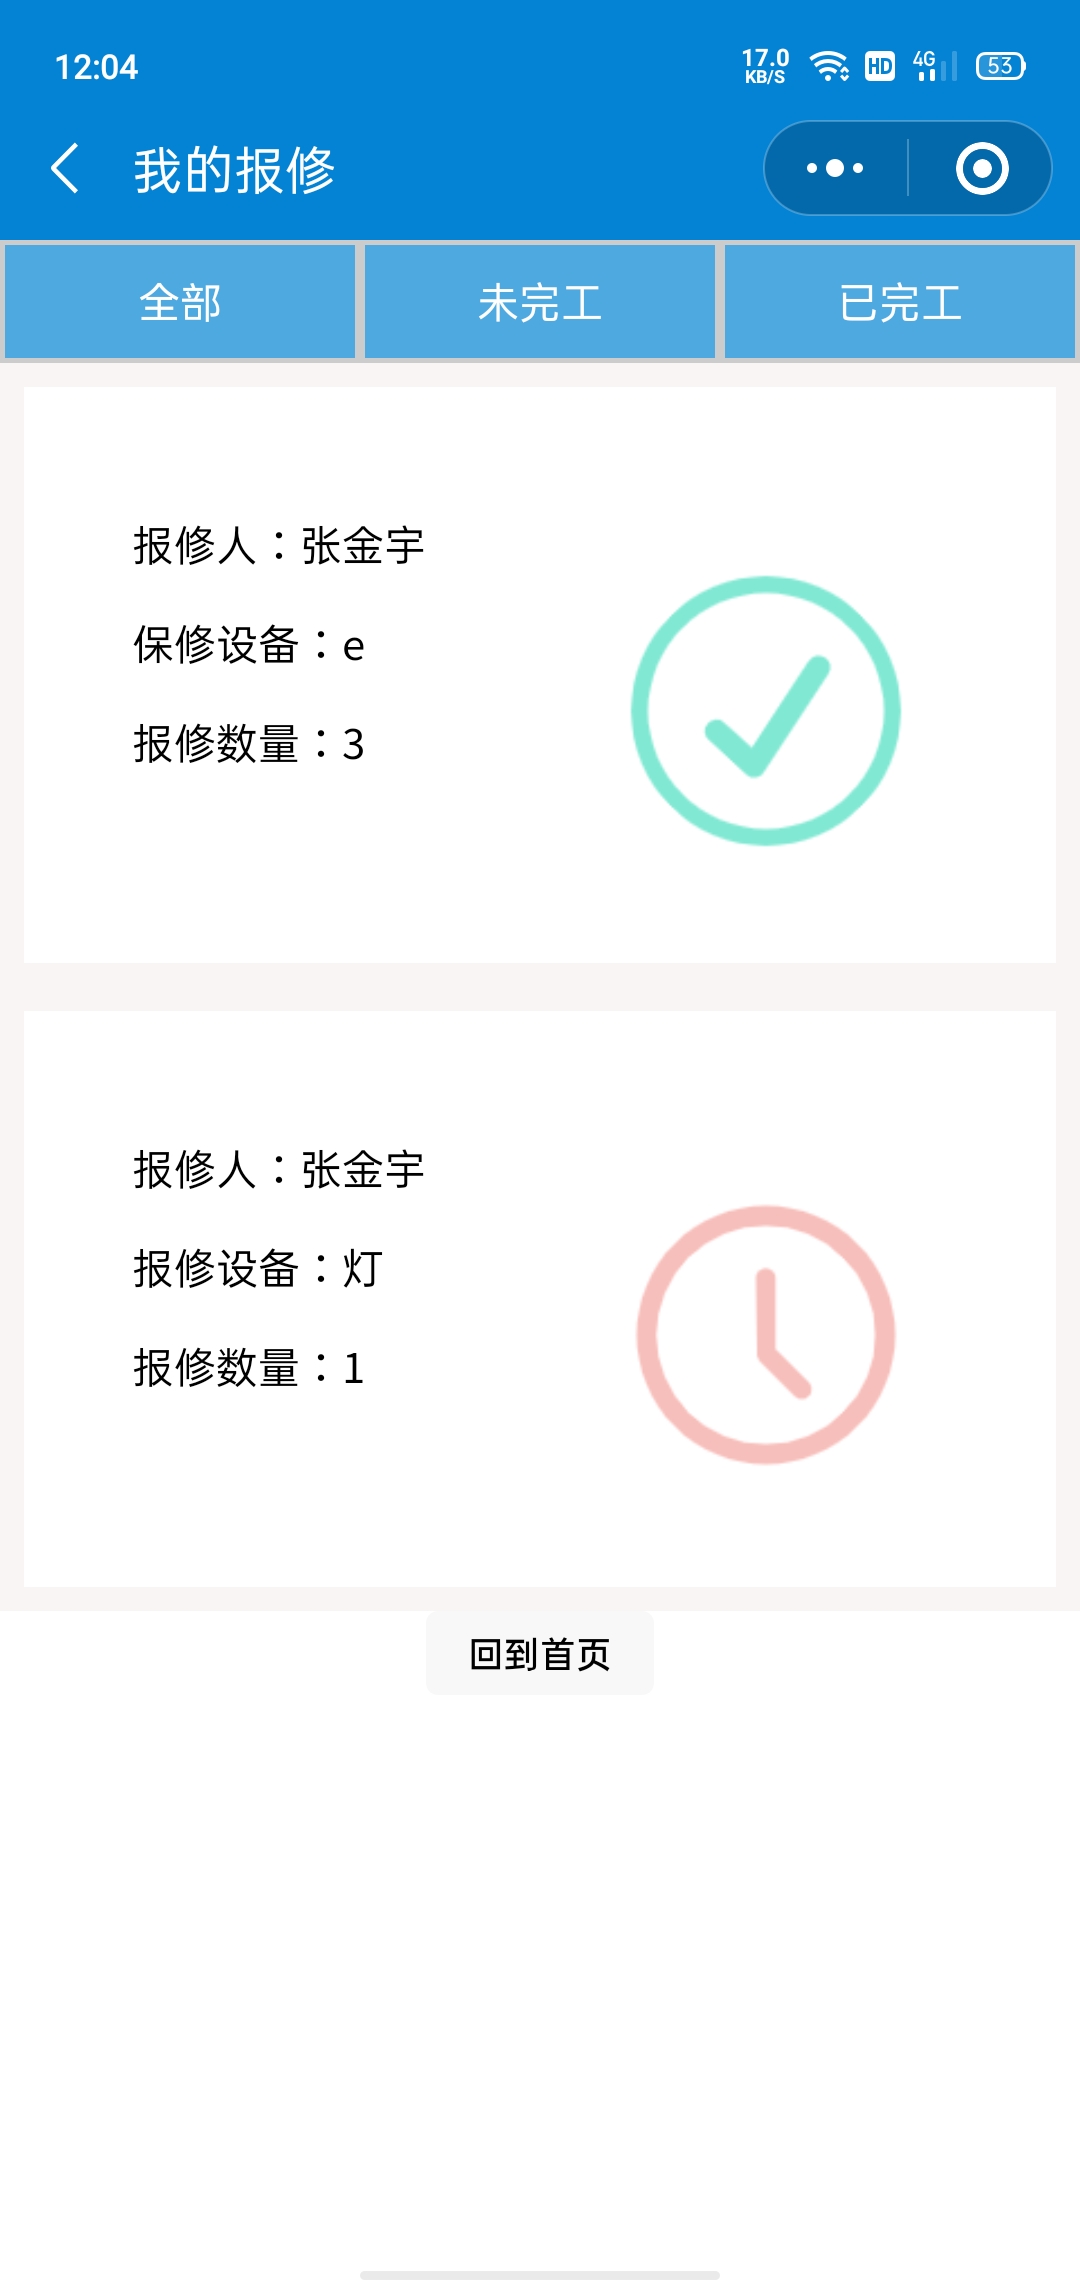 12:04
17.0 KB/S
HD
4G
53
我的报修
全部
未完工
已完工
报修人：张金宇
保修设备：e
报修数量：3
报修人：张金宇
报修设备：灯
报修数量：1
回到首页